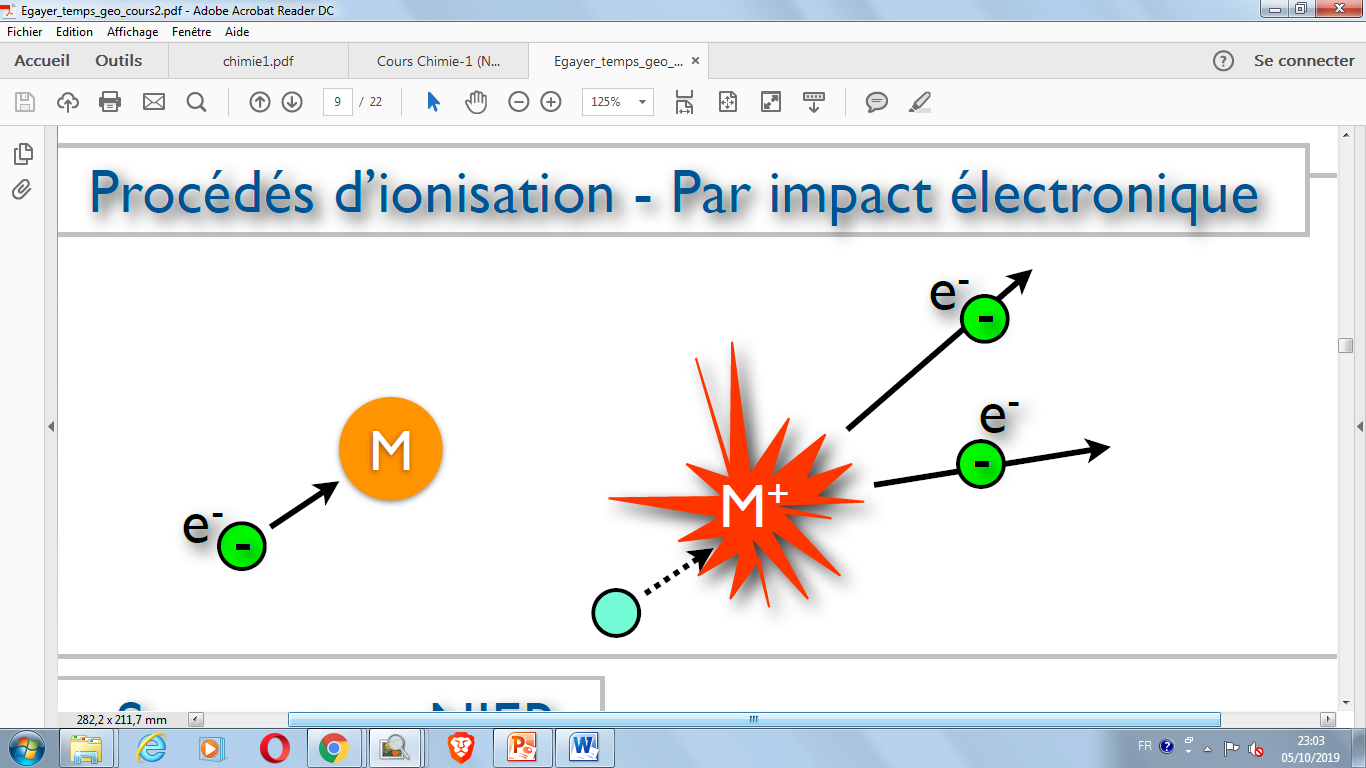 Egayer_temps_geo_cours2.pdf - Adobe Acrobat Reader DC
Fichier Edition Affichage Fenêtre Aide
Accueil Outils chimie1.pdf Cours Chimie-1 (N... Egayer_temps_geo_... × ? Se connecter
9 / 22 125%
Procédés d'ionisation - Par impact électronique
e-
-
M
e-
-
e-
-
M+
282,2 x 211,7 mm
FR 23:03
05/10/2019